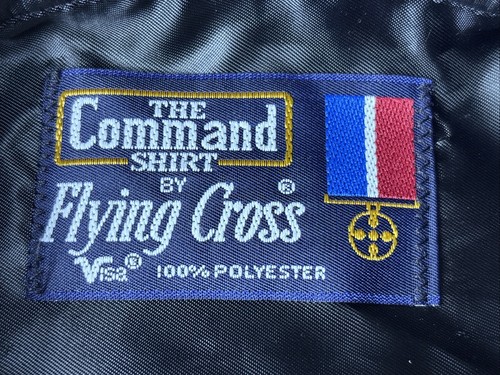 THE
Command
SHIRT
BY
Flying Cross®
Visa® 100% POLYESTER